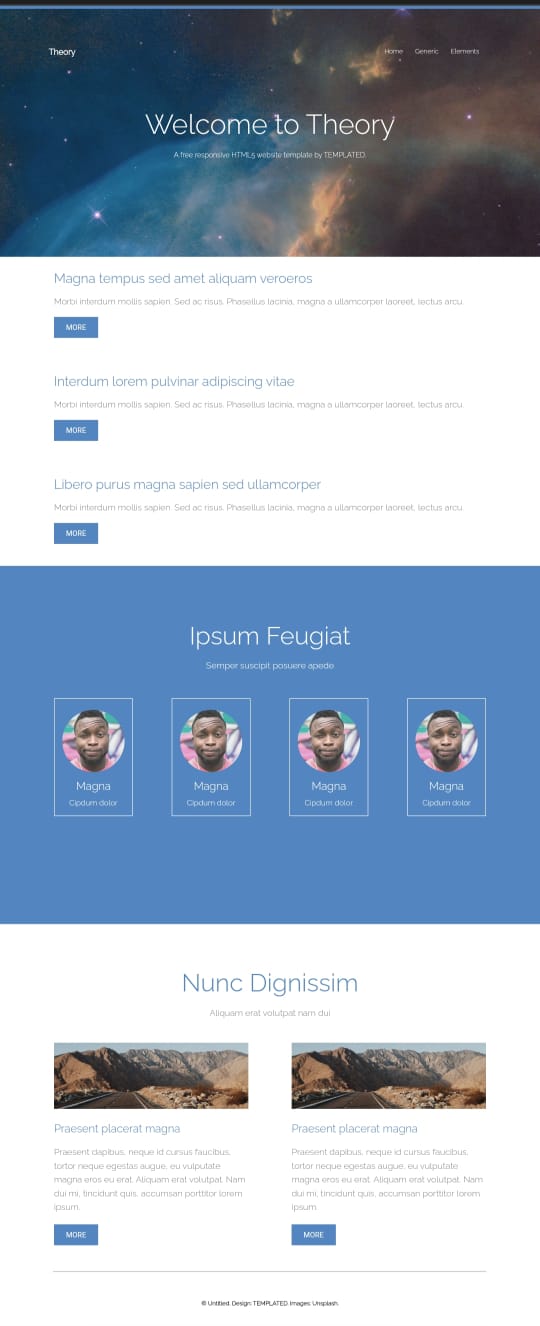 Theory
Home Generic Elements
Welcome to Theory
A free responsive HTML5 website template by TEMPLATED.
Magna tempus sed amet aliquam veroeros
Morbi interdum mollis sapien. Sed ac risus. Phasellus lacinia, magna a ullamcorper laoreet, lectus arcu.
MORE
Interdum lorem pulvinar adipiscing vitae
Morbi interdum mollis sapien. Sed ac risus. Phasellus lacinia, magna a ullamcorper laoreet, lectus arcu.
MORE
Libero purus magna sapien sed ullamcorper
Morbi interdum mollis sapien. Sed ac risus. Phasellus lacinia, magna a ullamcorper laoreet, lectus arcu.
MORE
Ipsum Feugiat
Semper suscipit posuere apede
Magna
Cipdum dolor
Magna
Cipdum dolor
Magna
Cipdum dolor
Magna
Cipdum dolor
Nunc Dignissim
Aliquam erat volutpat nam dui
Praesent placerat magna
Praesent dapibus, neque id cursus faucibus,
tortor neque egestas augue, eu vulputate
magna eros eu erat. Aliquam erat volutpat. Nam
dui mi, tincidunt quis, accumsan porttitor lorem
ipsum.
MORE
Praesent placerat magna
Praesent dapibus, neque id cursus faucibus,
tortor neque egestas augue, eu vulputate
magna eros eu erat. Aliquam erat volutpat. Nam
dui mi, tincidunt quis, accumsan porttitor lorem
ipsum.
MORE
© Untitled. Design: TEMPLATED. Images: Unsplash.